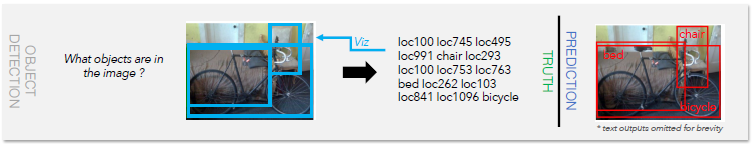 OBJECT
DETECTION
What objects are in
the image ?
Viz
loc100 loc745 loc495
loc991 chair loc293
loc100 loc753 loc763
bed loc262 loc103
loc841 loc1096 bicycle
TRUTH
PREDICTION
chair
bed
bicycle
* text outputs omitted for brevity